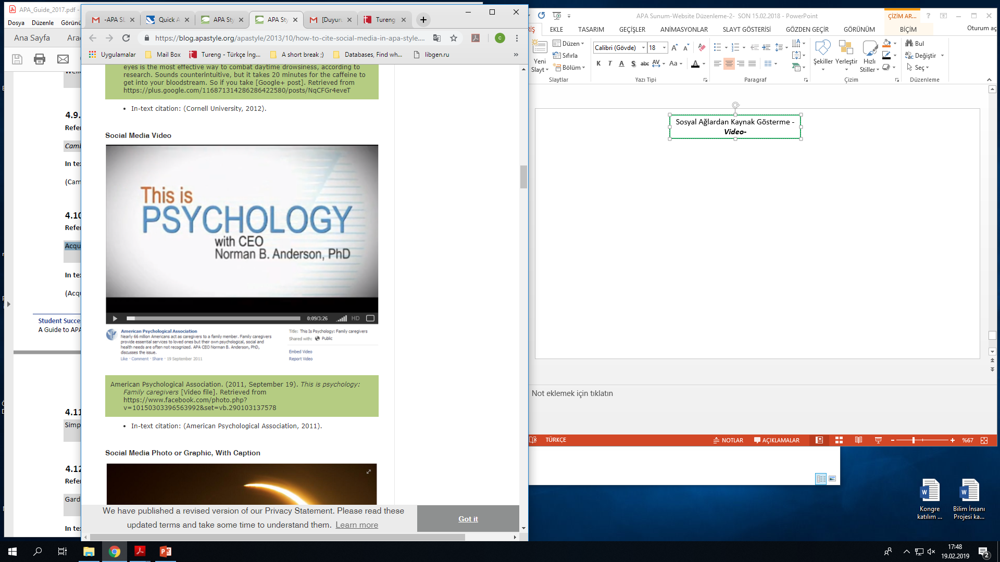 APA_Guide_2017.pdf -
Dosya Düzenle Görünü
Ana Sayfa Araç
4.9.
Refer
Camb
In tex
(Cam
4.10
Refer
Acqu
In tex
(Acqu
Student Succe
A Guide to APA
4.11
Simp
4.12
Refer
Gard
In tex
-APA SL
Quick A
APA Sty
APA Sty
[Duyuru
Tureng
https://blog.apastyle.org/apastyle/2013/10/how-to-cite-social-media-in-apa-style....
Uygulamalar Mail Box Tureng - Türkçe İng... A short break ;) Databases, Find wh... libgen.ru »
eyes is the most effective way to combat daytime drowsiness, according to
research. Sounds counterintuitive, but it takes 20 minutes for the caffeine to
get into your bloodstream. So if you take [Google+ post]. Retrieved from
https://plus.google.com/116871314286286422580/posts/NqCFGr4eveT
• In-text citation: (Cornell University, 2012).
Social Media Video
This is
PSYCHOLOGY
with CEO
Norman B. Anderson, PhD
0:09/3:26 HD
American Psychological Association
Nearly 66 million Americans act as caregivers to a family member. Family caregivers
provide essential services to loved ones but their own psychological, social and
health needs are often not recognized. APA CEO Norman B. Anderson, PhD,
discusses the issue.
Like · Comment · Share · 19 September 2011
Title: This Is Psychology: Family caregivers
Shared with: Public
Embed Video
Report Video
American Psychological Association. (2011, September 19). This is psychology:
Family caregivers [Video file]. Retrieved from
https://www.facebook.com/photo.php?
v=10150303396563992&set=vb.290103137578
• In-text citation: (American Psychological Association, 2011).
Social Media Photo or Graphic, With Caption
We have published a revised version of our Privacy Statement. Please read these
updated terms and take some time to understand them. Learn more
Got it
APA Sunum-Website Düzenleme-2- SON 15.02.2018 - PowerPoint
ÇİZİM AR...
RİŞ EKLE TASARIM GEÇİŞLER ANİMASYONLAR SLAYT GÖSTERİSİ GÖZDEN GEÇİR GÖRÜNÜM BİÇİM Oturum aç
Yeni
Slayt
Düzen
Sıfırla
Bölüm
Slaytlar
Calibri (Gövde) 18
K T A S abc AV Aa A
Yazı Tipi
Paragraf
Şekiller Yerleştir Hızlı
Stiller
Çizim
Bul
Değiştir
Seç
Düzenleme
Sosyal Ağlardan Kaynak Gösterme -
Video-
Not eklemek için tıklatın
TÜRKÇE NOTLAR AÇIKLAMALAR %67
Kongre
katılım ...
Bilim İnsanı
Projesi ka...
17:48
19.02.2019
2